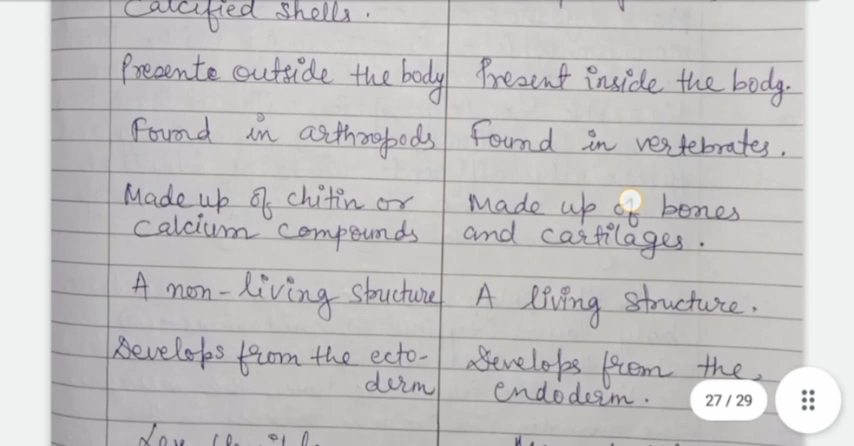 Calcified shells.
Presente outside the body
Present inside the body.
Found in arthropods
Found in vertebrates.
Made up of chitin or
calcium compounds
Made up of bones
and cartilages.
A non-living structure
A living structure.
Develops from the ecto-
derm
Develops from the
endoderm.
27 / 29